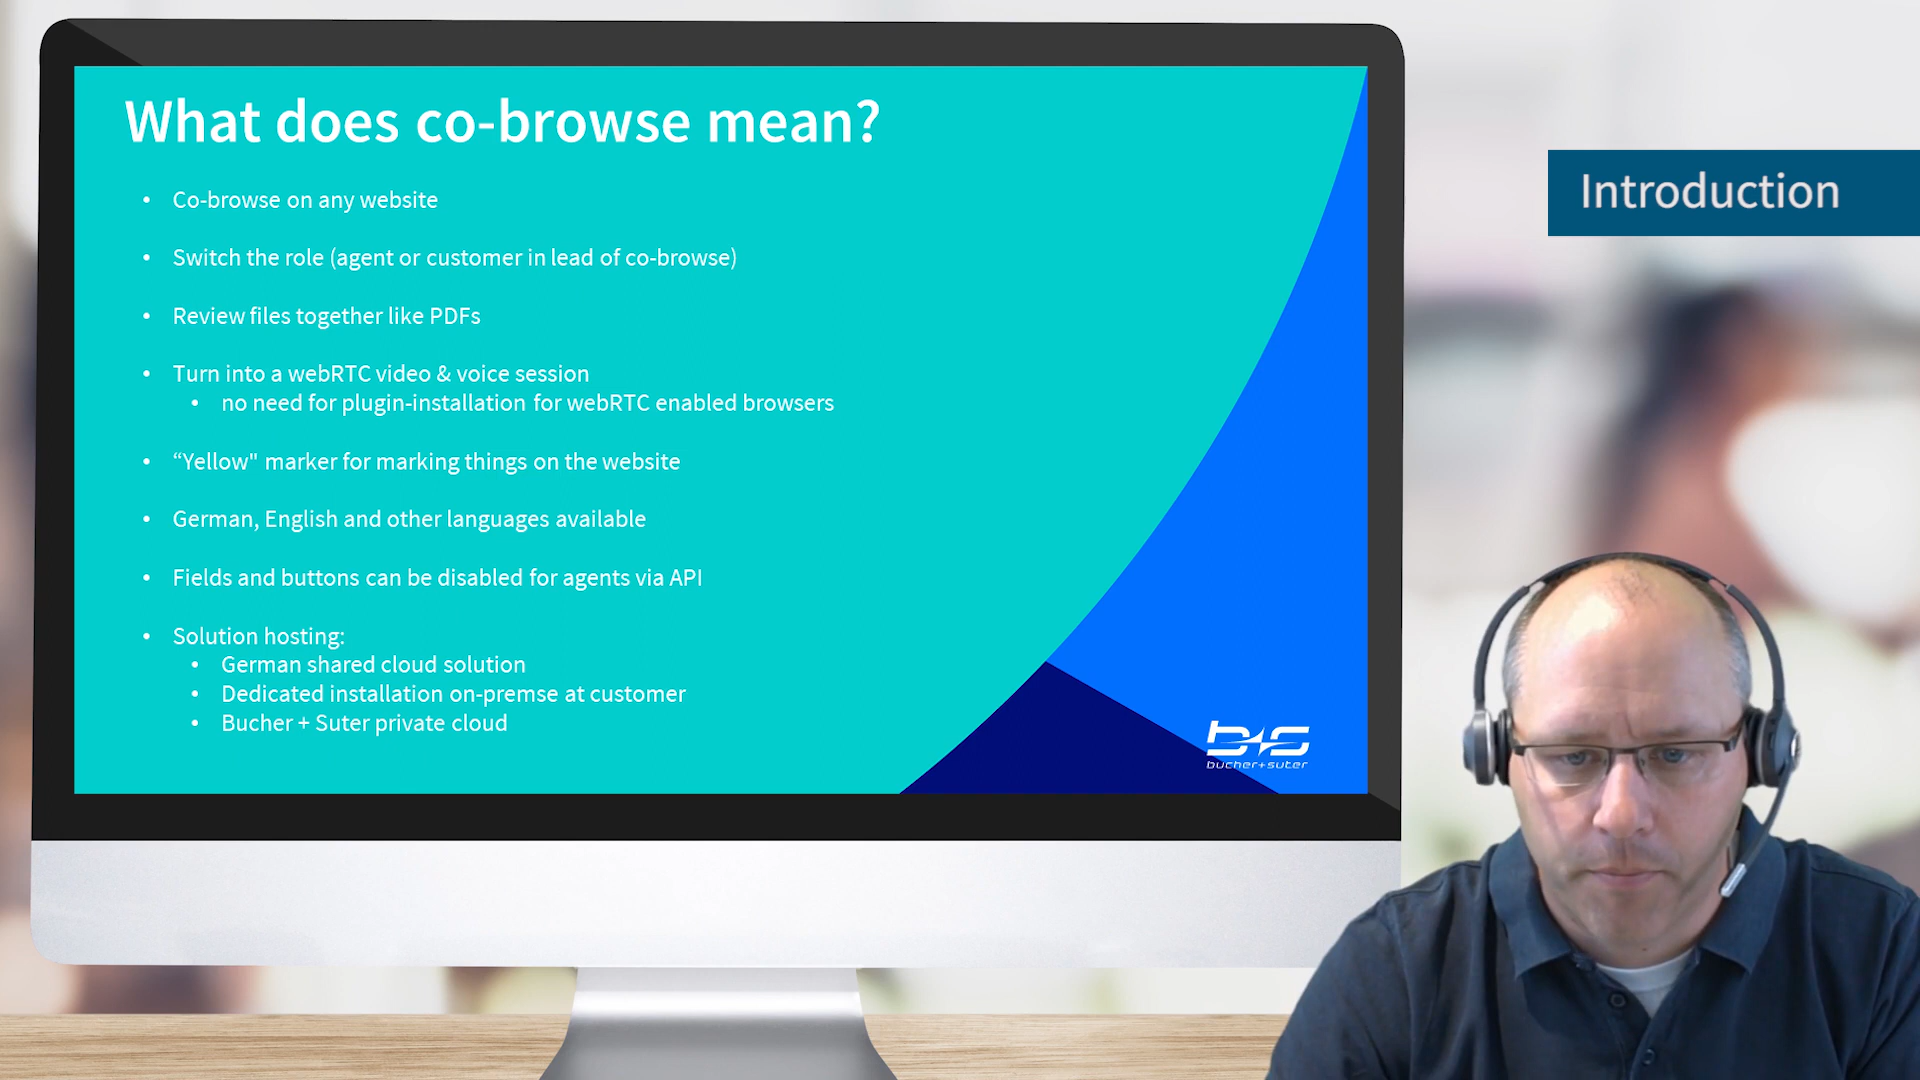 What does co-browse mean?
• Co-browse on any website
• Switch the role (agent or customer in lead of co-browse)
• Review files together like PDFs
• Turn into a webRTC video & voice session
• no need for plugin-installation for webRTC enabled browsers
• “Yellow" marker for marking things on the website
• German, English and other languages available
• Fields and buttons can be disabled for agents via API
• Solution hosting:
• German shared cloud solution
• Dedicated installation on-premse at customer
• Bucher + Suter private cloud
b+s
bucher+suter
Introduction